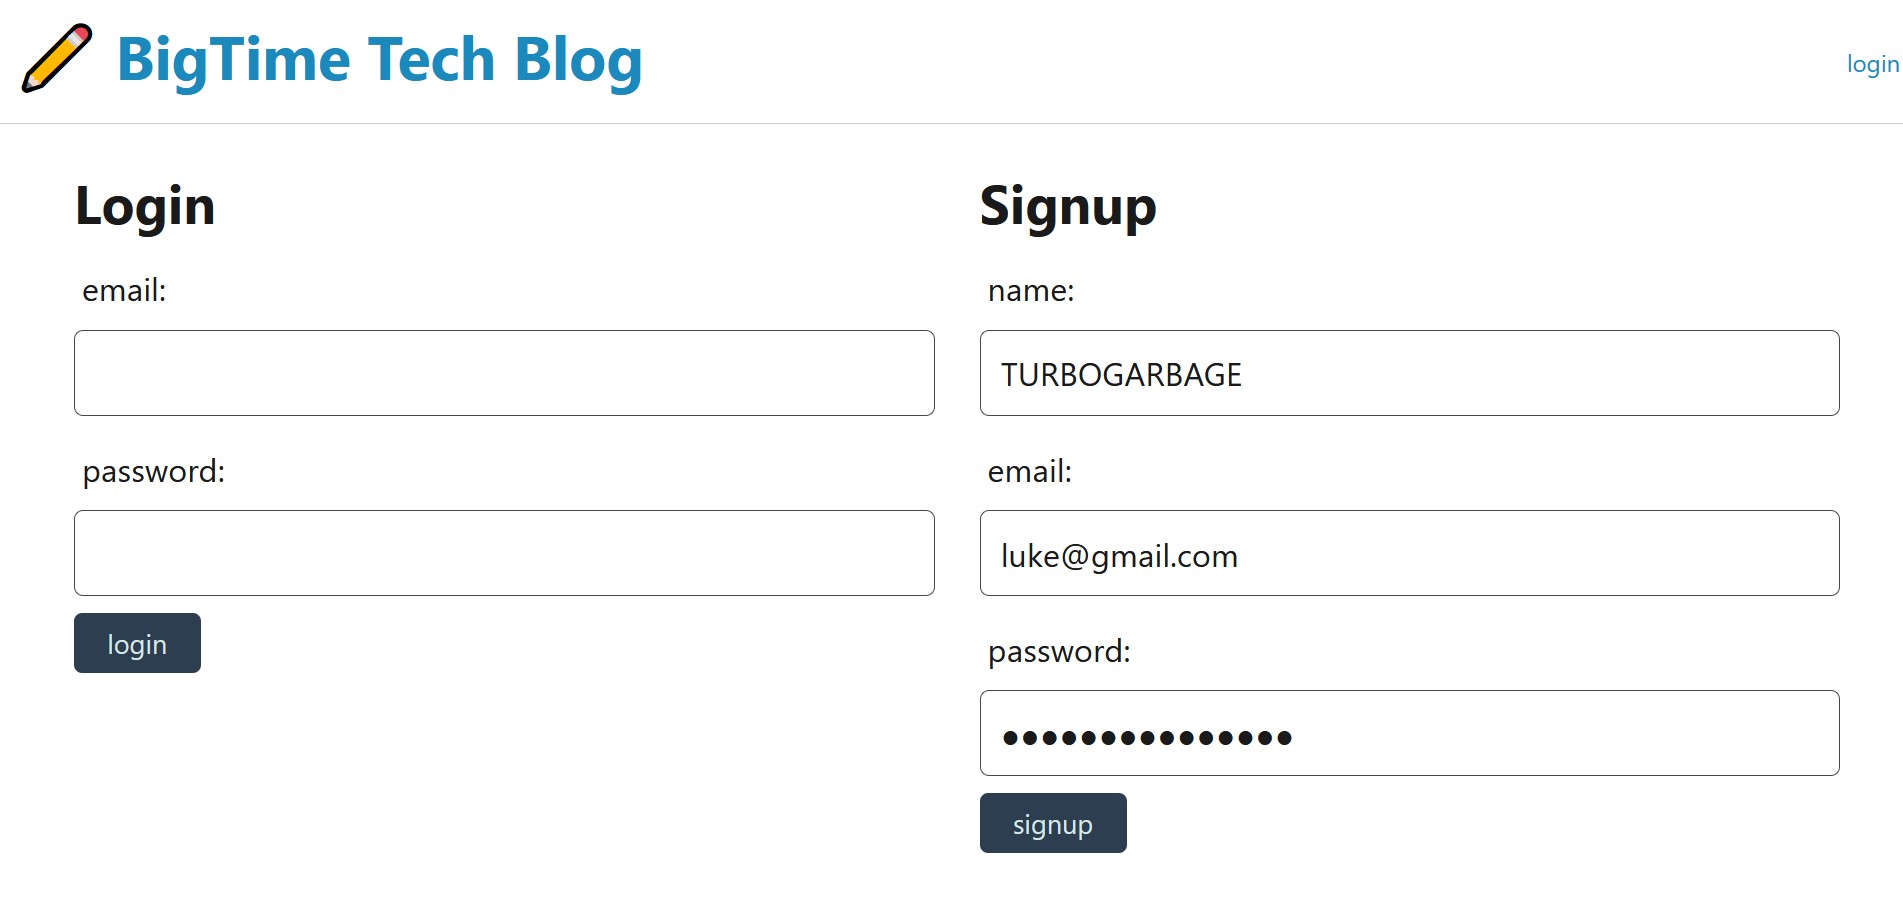 BigTime Tech Blog
login
Login
email:
password:
login
Signup
name:
TURBOGARBAGE
email:
luke@gmail.com
password:
●●●●●●●●●●●●●●●
signup